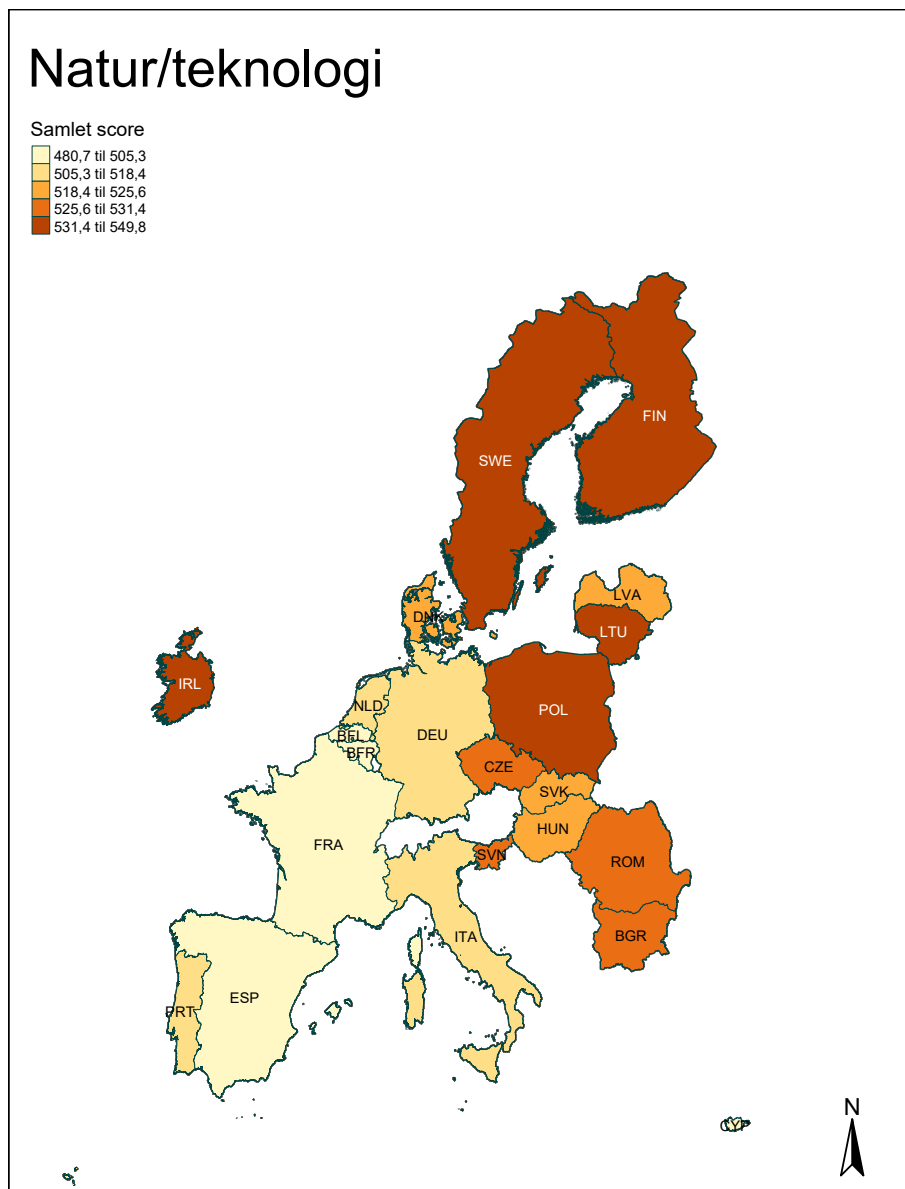 Natur/teknologi
Samlet score
480,7 til 505,3
505,3 til 518,4
518,4 til 525,6
525,6 til 531,4
531,4 til 549,8
FIN
SWE
LVA
DNK
LTU
IRL
NLD
POL
BFL
DEU
BFR
CZE
SVK
HUN
FRA
SVN
ROM
BGR
ITA
ESP
PRT
N
CYP